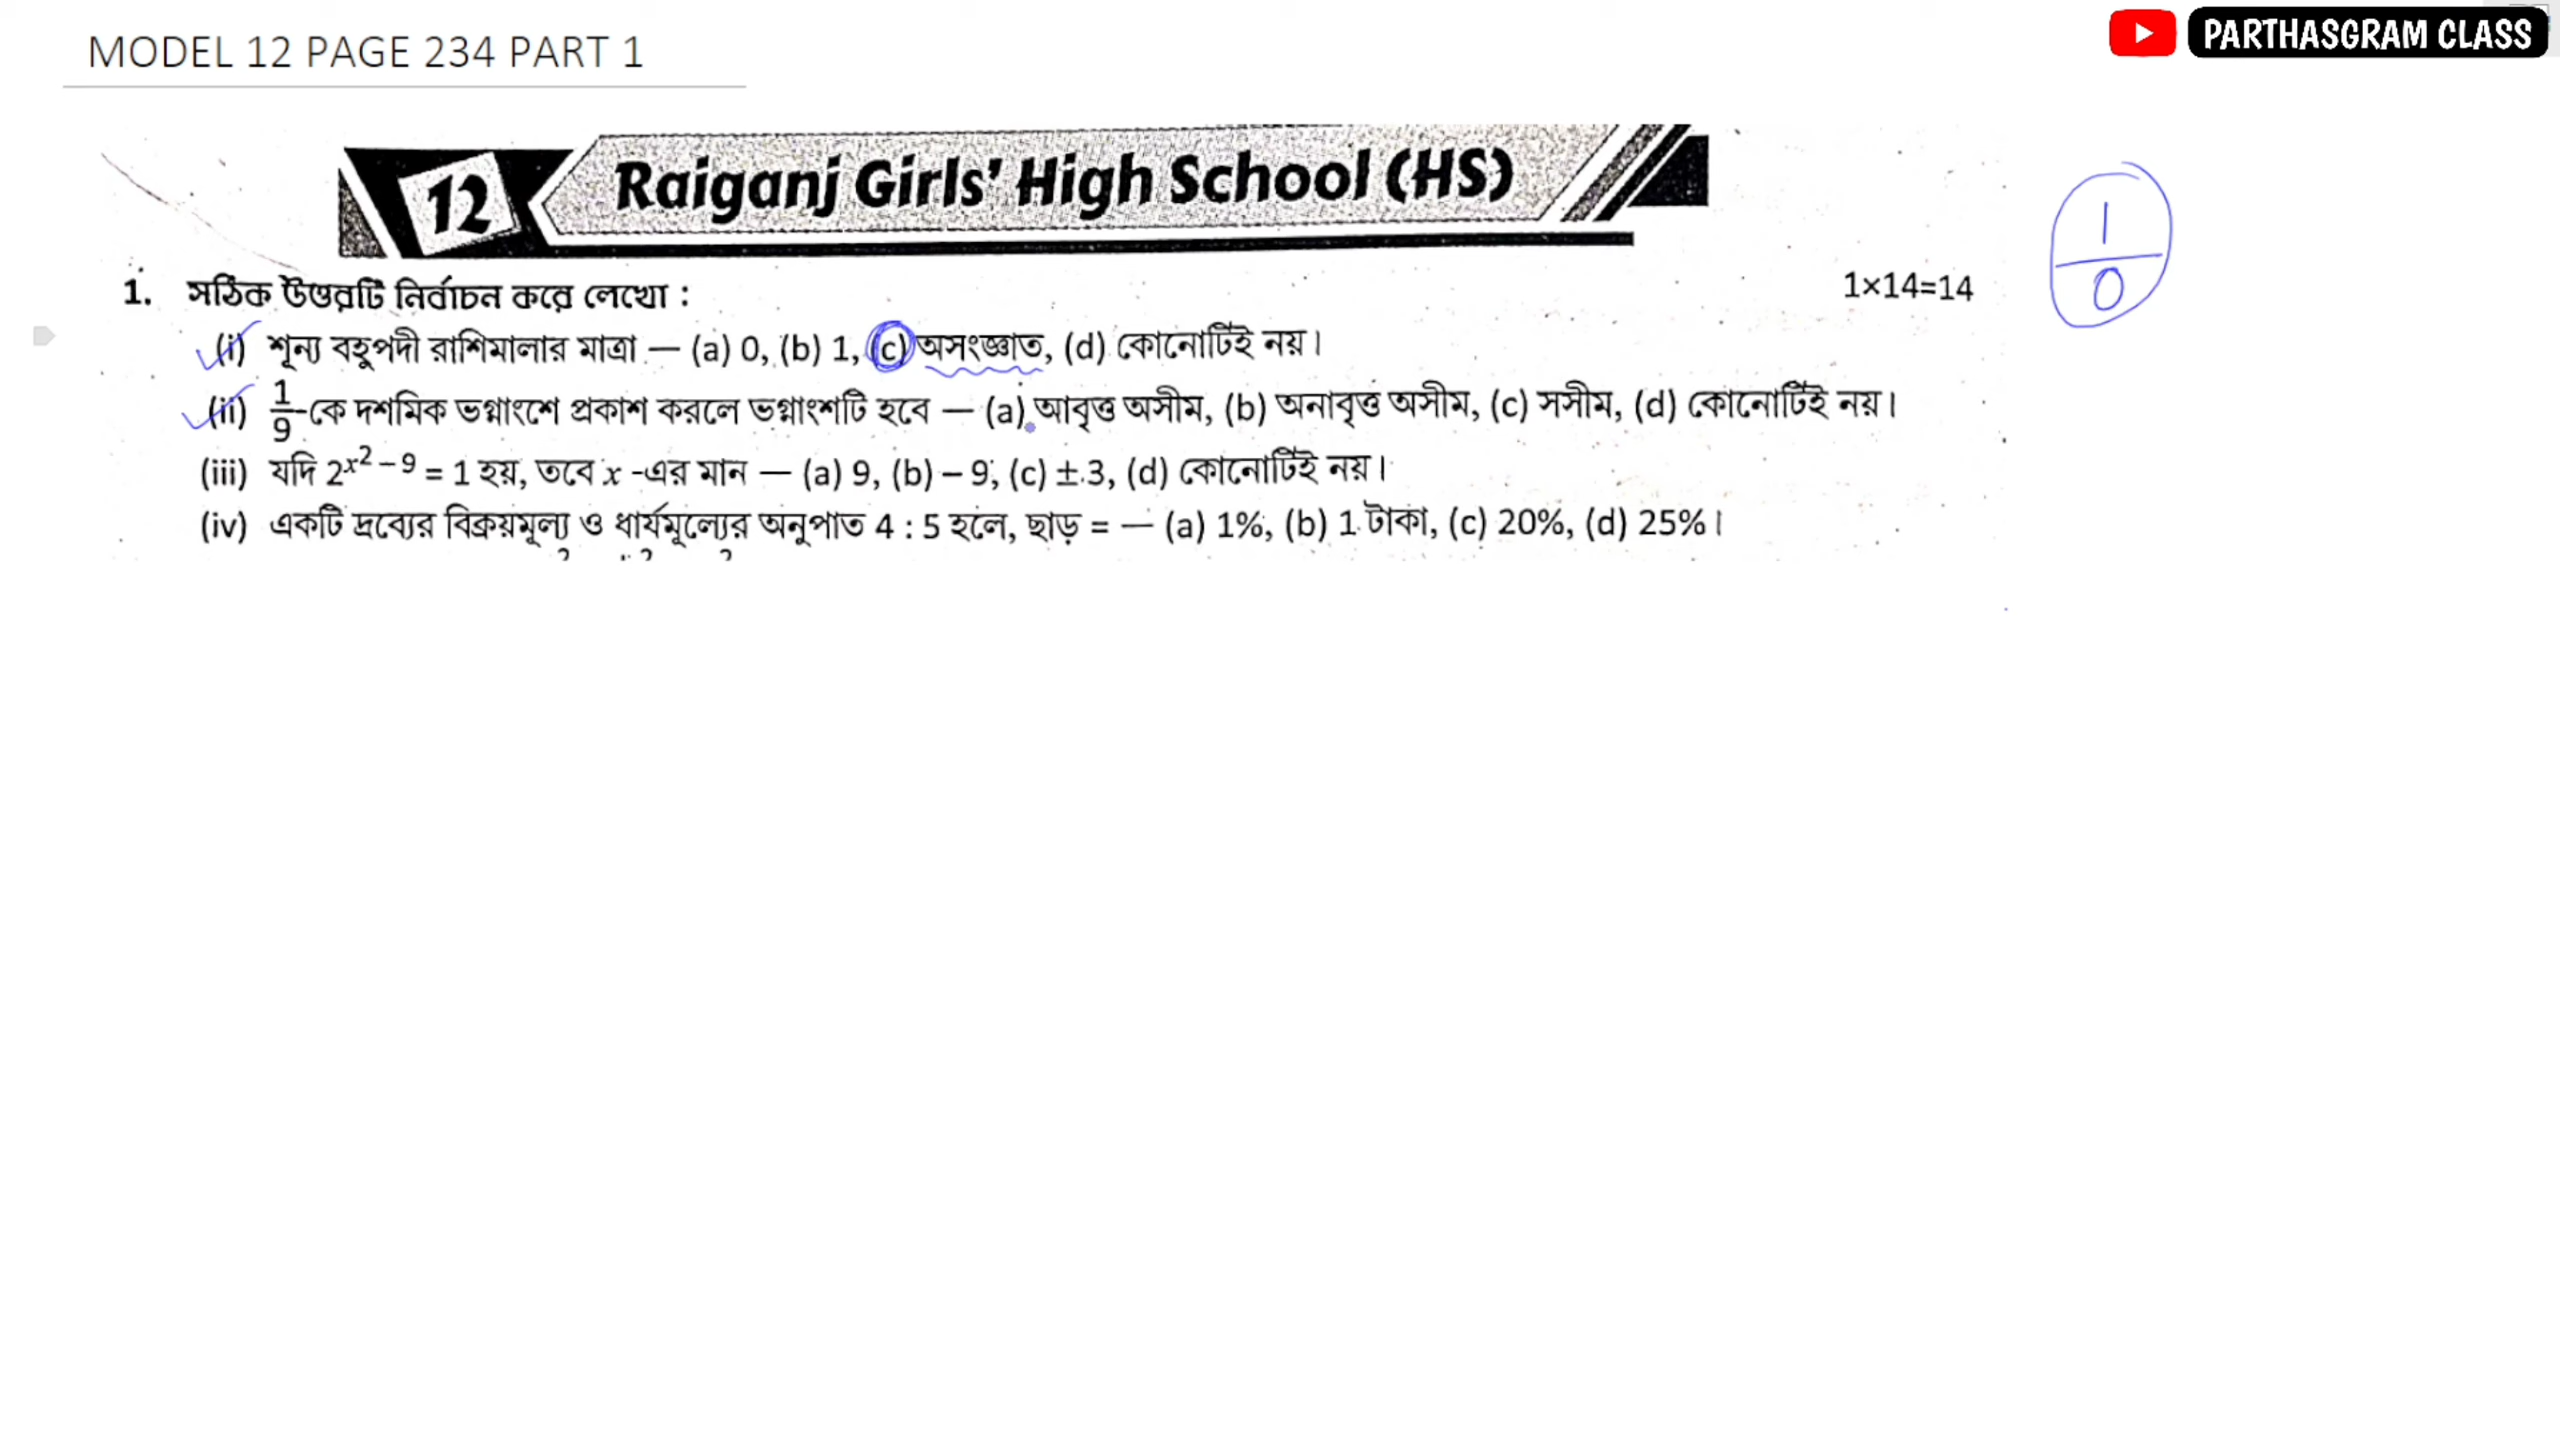 MODEL 12 PAGE 234 PART 1
PARTHASGRAM CLASS
12 Raiganj Girls' High School (HS)
1. সঠিক উত্তরটি নির্বাচন করে লেখো : 1×14=14
(i) শূন্য বহুপদী রাশিমালার মাত্রা — (a) 0, (b) 1, (c) অসংজ্ঞাত, (d) কোনোটিই নয়।
(ii) 1/9-কে দশমিক ভগ্নাংশে প্রকাশ করলে ভগ্নাংশটি হবে — (a) আবৃত্ত অসীম, (b) অনাবৃত্ত অসীম, (c) সসীম, (d) কোনোটিই নয়।
(iii) যদি 2^{x^2 – 9} = 1 হয়, তবে x -এর মান — (a) 9, (b) – 9, (c) ± 3, (d) কোনোটিই নয়।
(iv) একটি দ্রব্যের বিক্রয়মূল্য ও ধার্যমূল্যের অনুপাত 4 : 5 হলে, ছাড় = — (a) 1%, (b) 1 টাকা, (c) 20%, (d) 25%।
1
0